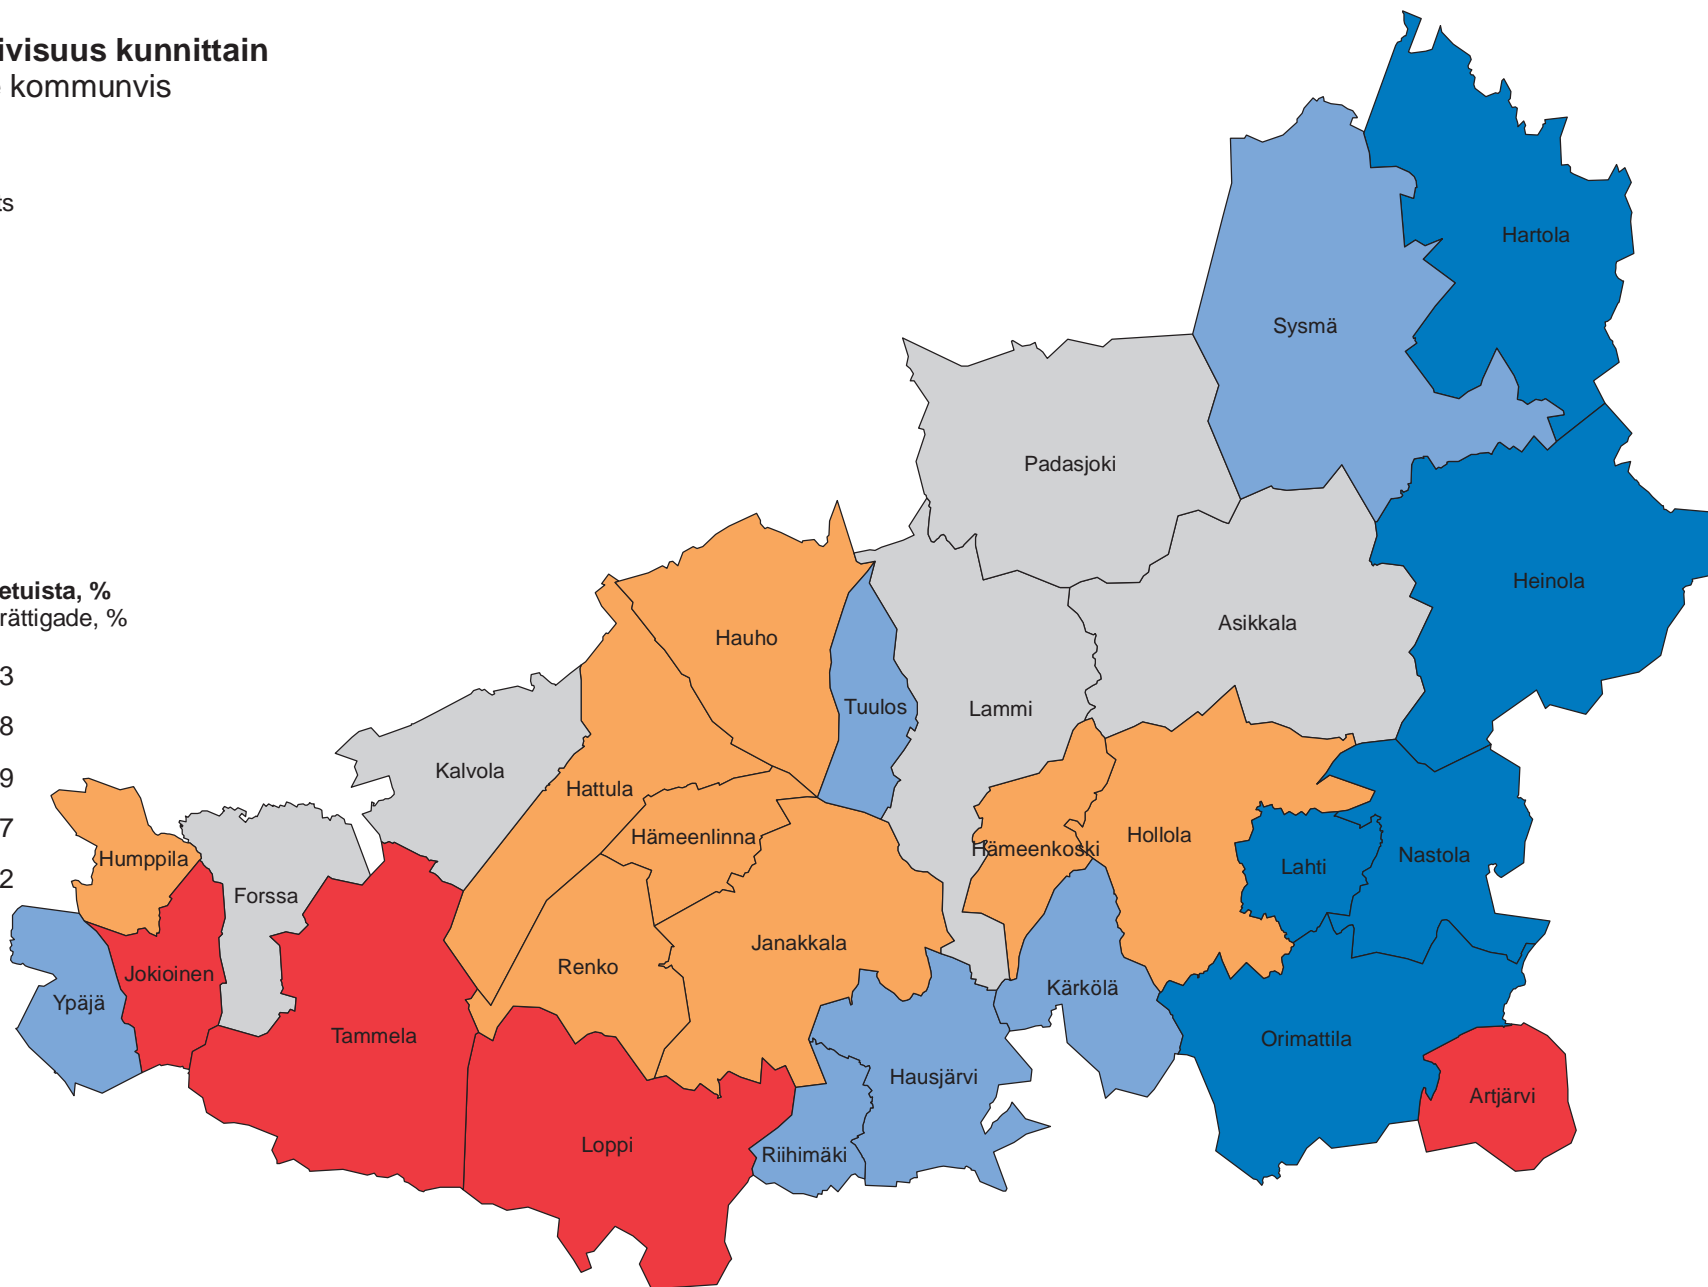 ivisuus kunnittain
kommunvis
ts
Hartola
Sysmä
Padasjoki
etuista, %
rättigade, %
Heinola
Asikkala
Hauho
3
Tuulos
Lammi
8
Kalvola
9
Hattula
7
Hämeenlinna
Hollola
Hämeenkoski
Nastola
Humppila
Lahti
2
Forssa
Janakkala
Renko
Jokioinen
Kärkölä
Ypäjä
Tammela
Orimattila
Hausjärvi
Artjärvi
Loppi
Riihimäki